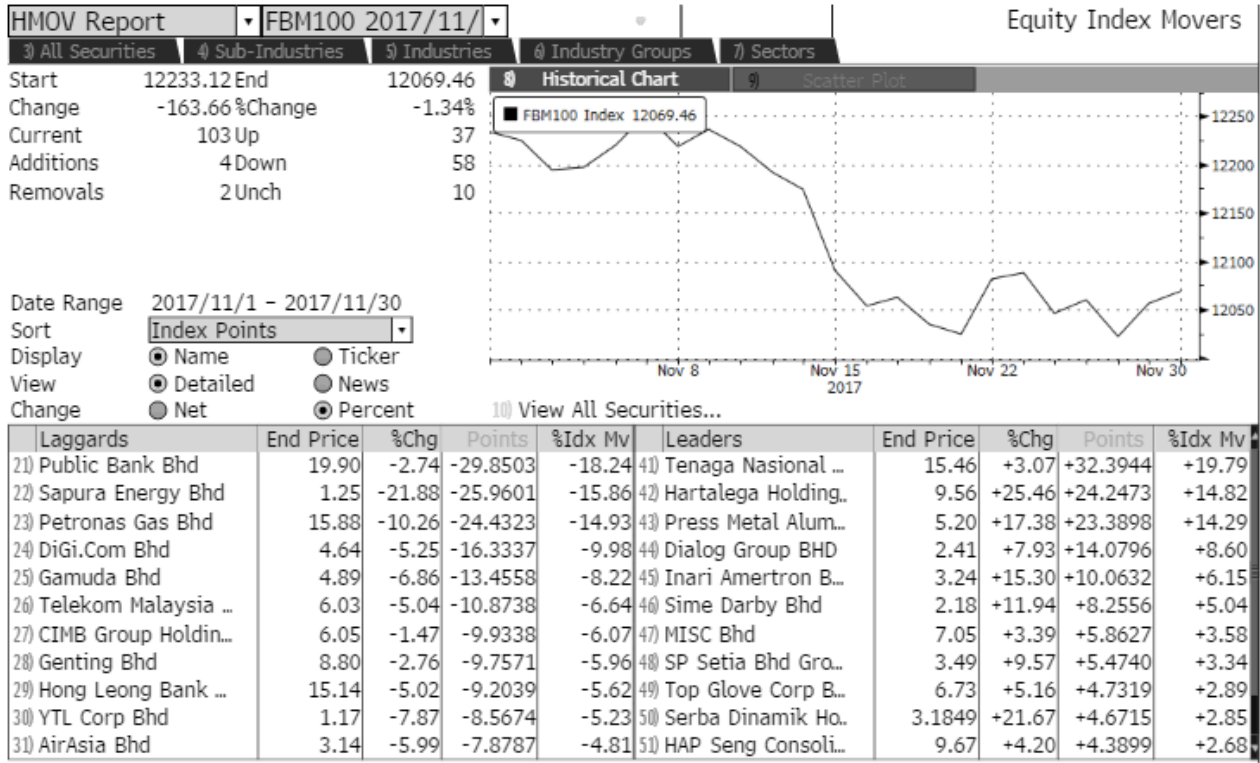 HMOV Report FBM100 2017/11/ Equity Index Movers
3) All Securities 4) Sub-Industries 5) Industries 6) Industry Groups 7) Sectors
Start 12233.12 End 12069.46 8) Historical Chart 9) Scatter Plot
Change -163.66 %Change -1.34%
FBM100 Index 12069.46
Current 103 Up 37
Additions 4 Down 58
Removals 2 Unch 10
12250
12200
12150
12100
12050
Date Range 2017/11/1 - 2017/11/30
Sort Index Points
Display Name Ticker
View Detailed News
Change Net Percent
Nov 8 Nov 15 Nov 22 Nov 30
2017
10) View All Securities...
Laggards End Price %Chg Points %Idx Mv Leaders End Price %Chg Points %Idx Mv
21) Public Bank Bhd 19.90 -2.74 -29.8503 -18.24 41) Tenaga Nasional ... 15.46 +3.07 +32.3944 +19.79
22) Sapura Energy Bhd 1.25 -21.88 -25.9601 -15.86 42) Hartalega Holding.. 9.56 +25.46 +24.2473 +14.82
23) Petronas Gas Bhd 15.88 -10.26 -24.4323 -14.93 43) Press Metal Alum... 5.20 +17.38 +23.3898 +14.29
24) DiGi.Com Bhd 4.64 -5.25 -16.3337 -9.98 44) Dialog Group BHD 2.41 +7.93 +14.0796 +8.60
25) Gamuda Bhd 4.89 -6.86 -13.4558 -8.22 45) Inari Amertron B... 3.24 +15.30 +10.0632 +6.15
26) Telekom Malaysia ... 6.03 -5.04 -10.8738 -6.64 46) Sime Darby Bhd 2.18 +11.94 +8.2556 +5.04
27) CIMB Group Holdin... 6.05 -1.47 -9.9338 -6.07 47) MISC Bhd 7.05 +3.39 +5.8627 +3.58
28) Genting Bhd 8.80 -2.76 -9.7571 -5.96 48) SP Setia Bhd Gro... 3.49 +9.57 +5.4740 +3.34
29) Hong Leong Bank ... 15.14 -5.02 -9.2039 -5.62 49) Top Glove Corp B... 6.73 +5.16 +4.7319 +2.89
30) YTL Corp Bhd 1.17 -7.87 -8.5674 -5.23 50) Serba Dinamik Ho.. 3.1849 +21.67 +4.6715 +2.85
31) AirAsia Bhd 3.14 -5.99 -7.8787 -4.81 51) HAP Seng Consoli... 9.67 +4.20 +4.3899 +2.68